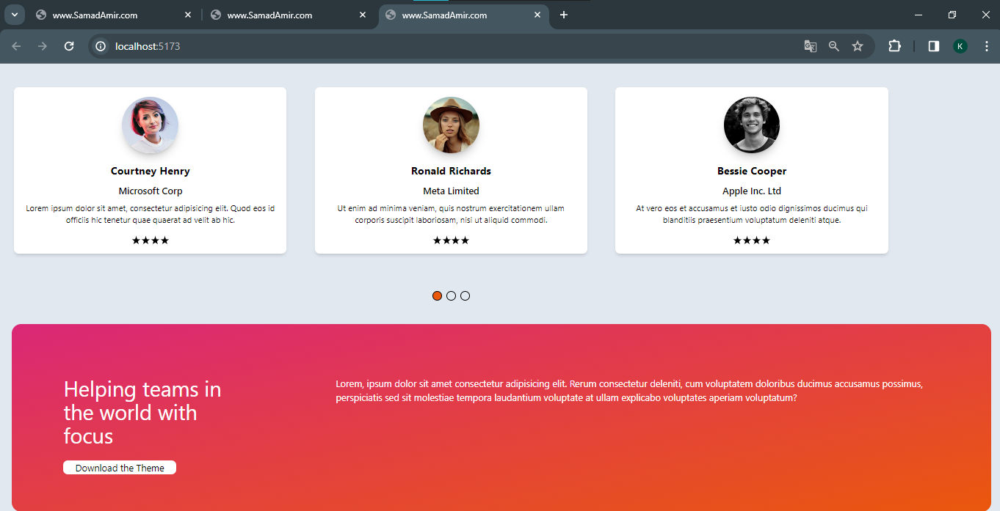 www.SamadAmir.com
www.SamadAmir.com
www.SamadAmir.com
localhost:5173
K
Courtney Henry
Microsoft Corp
Lorem ipsum dolor sit amet, consectetur adipisicing elit. Quod eos id
officiis hic tenetur quae quaerat ad velit ab hic.
★★★★
Ronald Richards
Meta Limited
Ut enim ad minima veniam, quis nostrum exercitationem ullam
corporis suscipit laboriosam, nisi ut aliquid commodi.
★★★★
Bessie Cooper
Apple Inc. Ltd
At vero eos et accusamus et iusto odio dignissimos ducimus qui
blanditiis praesentium voluptatum deleniti atque.
★★★★
Helping teams in
the world with
focus
Download the Theme
Lorem, ipsum dolor sit amet consectetur adipisicing elit. Rerum consectetur deleniti, cum voluptatem doloribus ducimus accusamus possimus,
perspiciatis sed sit molestiae tempora laudantium voluptate at ullam explicabo voluptates aperiam voluptatum?